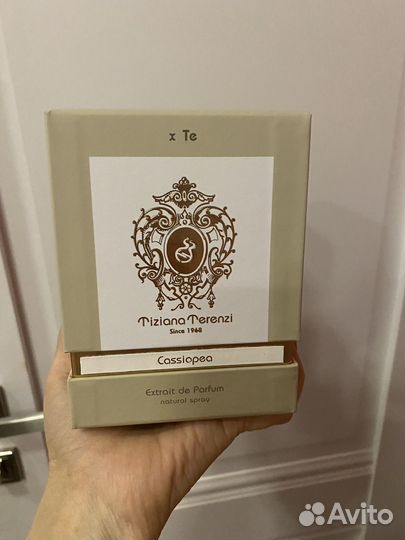 x Te
Tiziana Terenzi
Since 1968
Cassiopea
Extrait de Parfum
natural spray
Avito